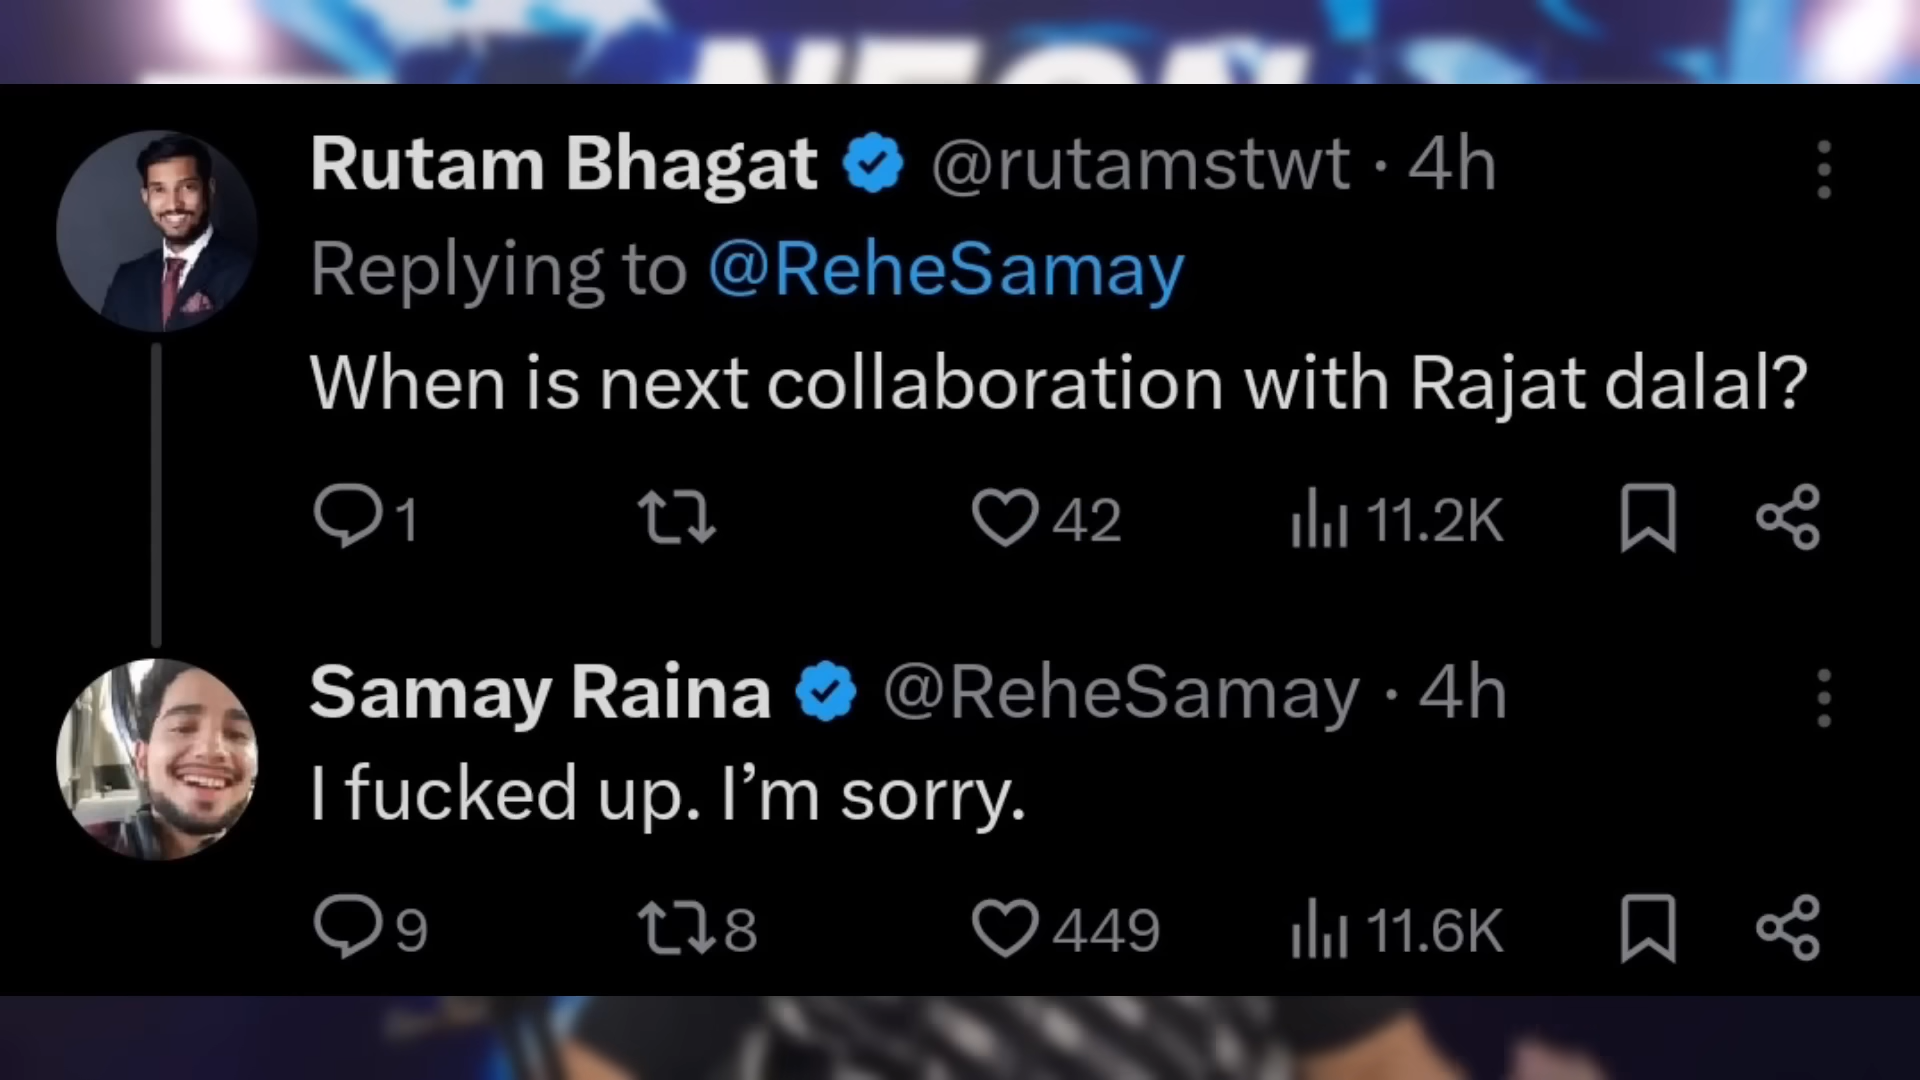 Rutam Bhagat @rutamstwt · 4h
Replying to @ReheSamay
When is next collaboration with Rajat dalal?
1 42 11.2K
Samay Raina @ReheSamay · 4h
I fucked up. I’m sorry.
9 8 449 11.6K